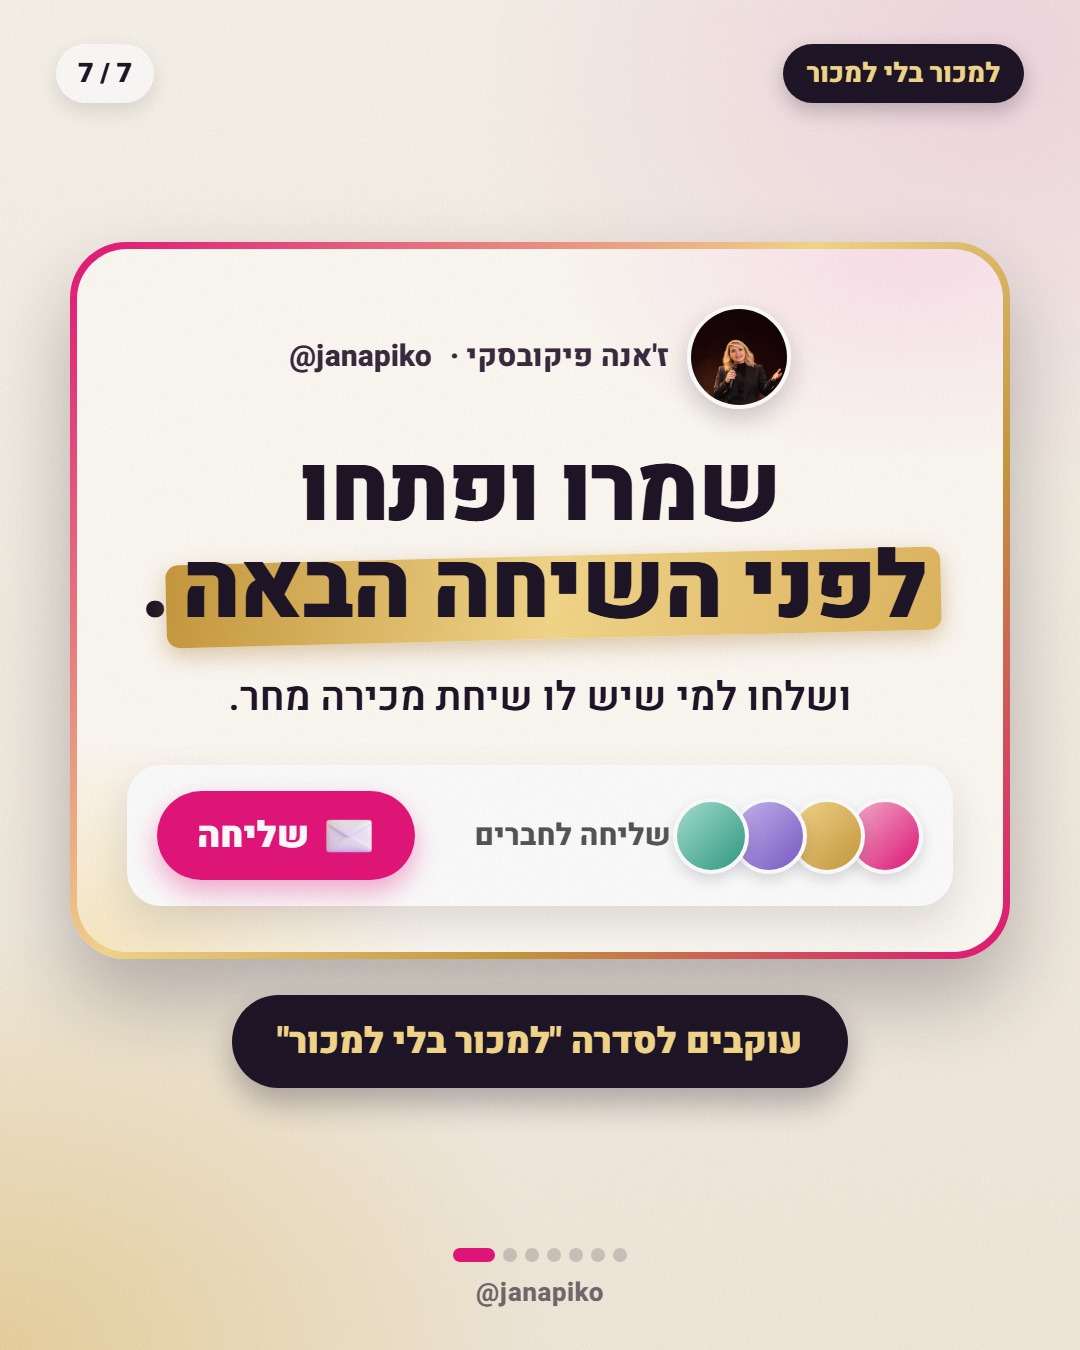 למכור בלי למכור
7 / 7
ז'אנה פיקובסקי · @janapiko
שמרו ופתחו
לפני השיחה הבאה.
ושלחו למי שיש לו שיחת מכירה מחר.
שליחה לחברים
שליחה
עוקבים לסדרה "למכור בלי למכור"
@janapiko